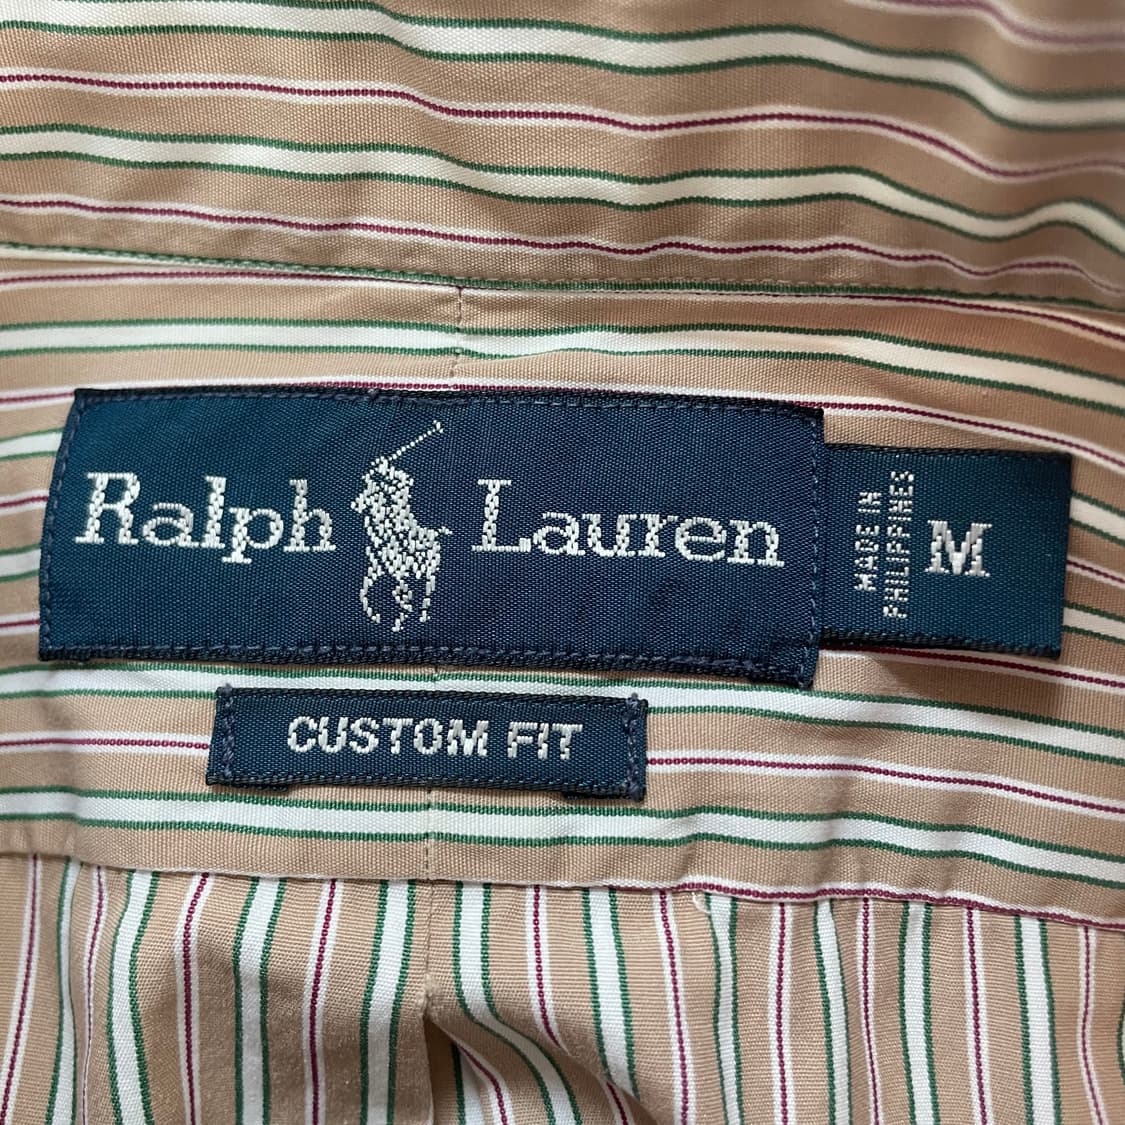 Ralph Lauren
MADE IN
PHILIPPINES
M
CUSTOM FIT